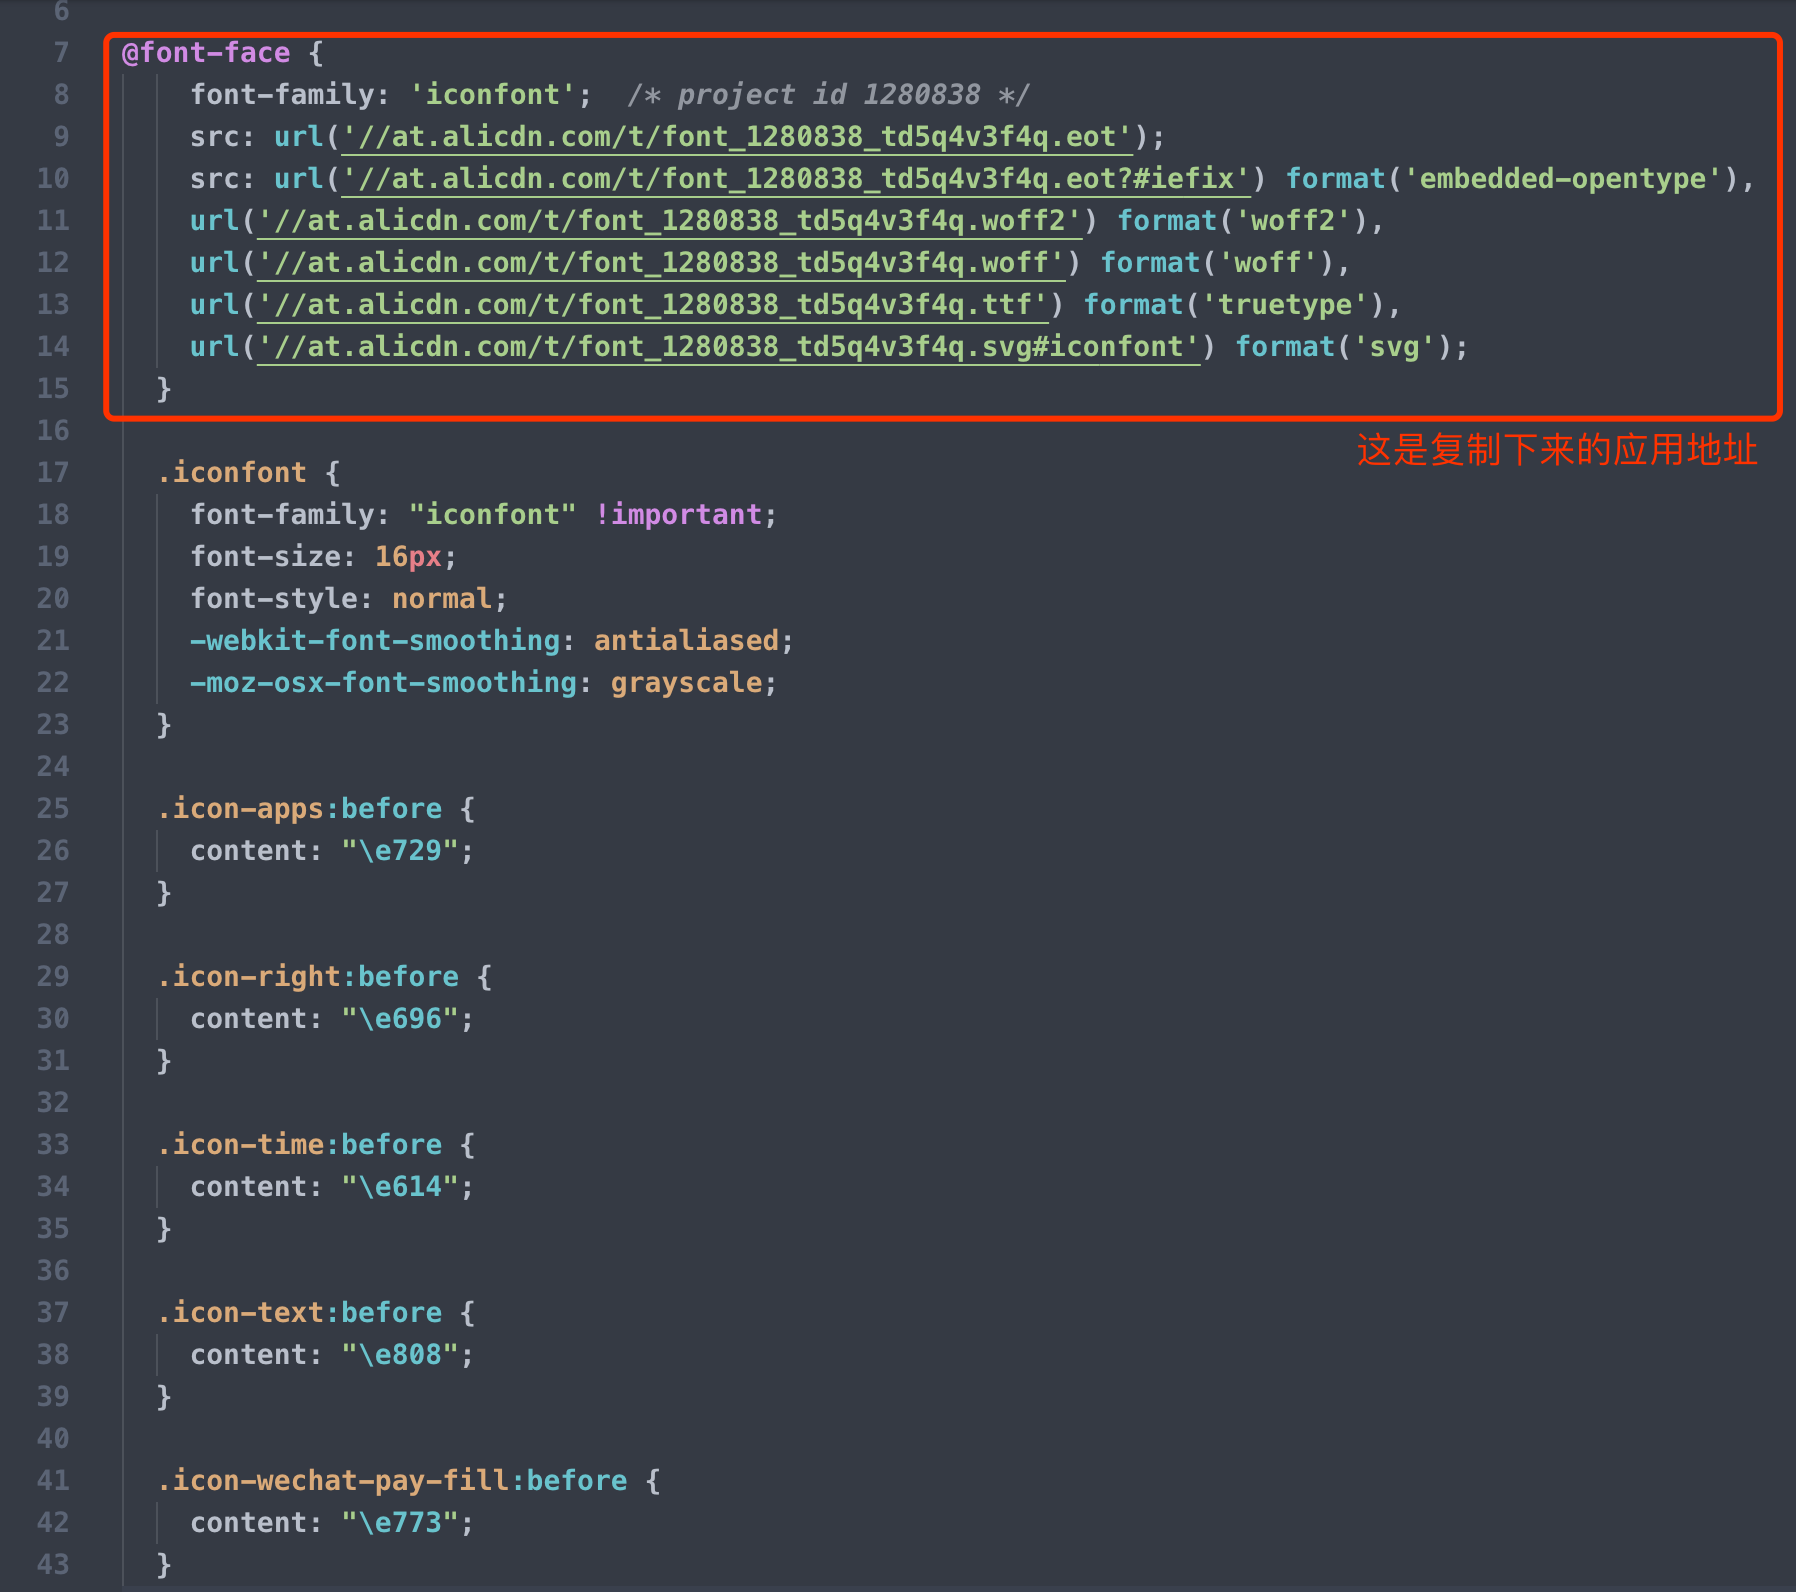 6
7 @font-face {
8 font-family: 'iconfont'; /* project id 1280838 */
9 src: url('//at.alicdn.com/t/font_1280838_td5q4v3f4q.eot');
10 src: url('//at.alicdn.com/t/font_1280838_td5q4v3f4q.eot?#iefix') format('embedded-opentype'),
11 url('//at.alicdn.com/t/font_1280838_td5q4v3f4q.woff2') format('woff2'),
12 url('//at.alicdn.com/t/font_1280838_td5q4v3f4q.woff') format('woff'),
13 url('//at.alicdn.com/t/font_1280838_td5q4v3f4q.ttf') format('truetype'),
14 url('//at.alicdn.com/t/font_1280838_td5q4v3f4q.svg#iconfont') format('svg');
15 }
16
这是复制下来的应用地址
17 .iconfont {
18 font-family: "iconfont" !important;
19 font-size: 16px;
20 font-style: normal;
21 -webkit-font-smoothing: antialiased;
22 -moz-osx-font-smoothing: grayscale;
23 }
24
25 .icon-apps:before {
26 content: "\e729";
27 }
28
29 .icon-right:before {
30 content: "\e696";
31 }
32
33 .icon-time:before {
34 content: "\e614";
35 }
36
37 .icon-text:before {
38 content: "\e808";
39 }
40
41 .icon-wechat-pay-fill:before {
42 content: "\e773";
43 }